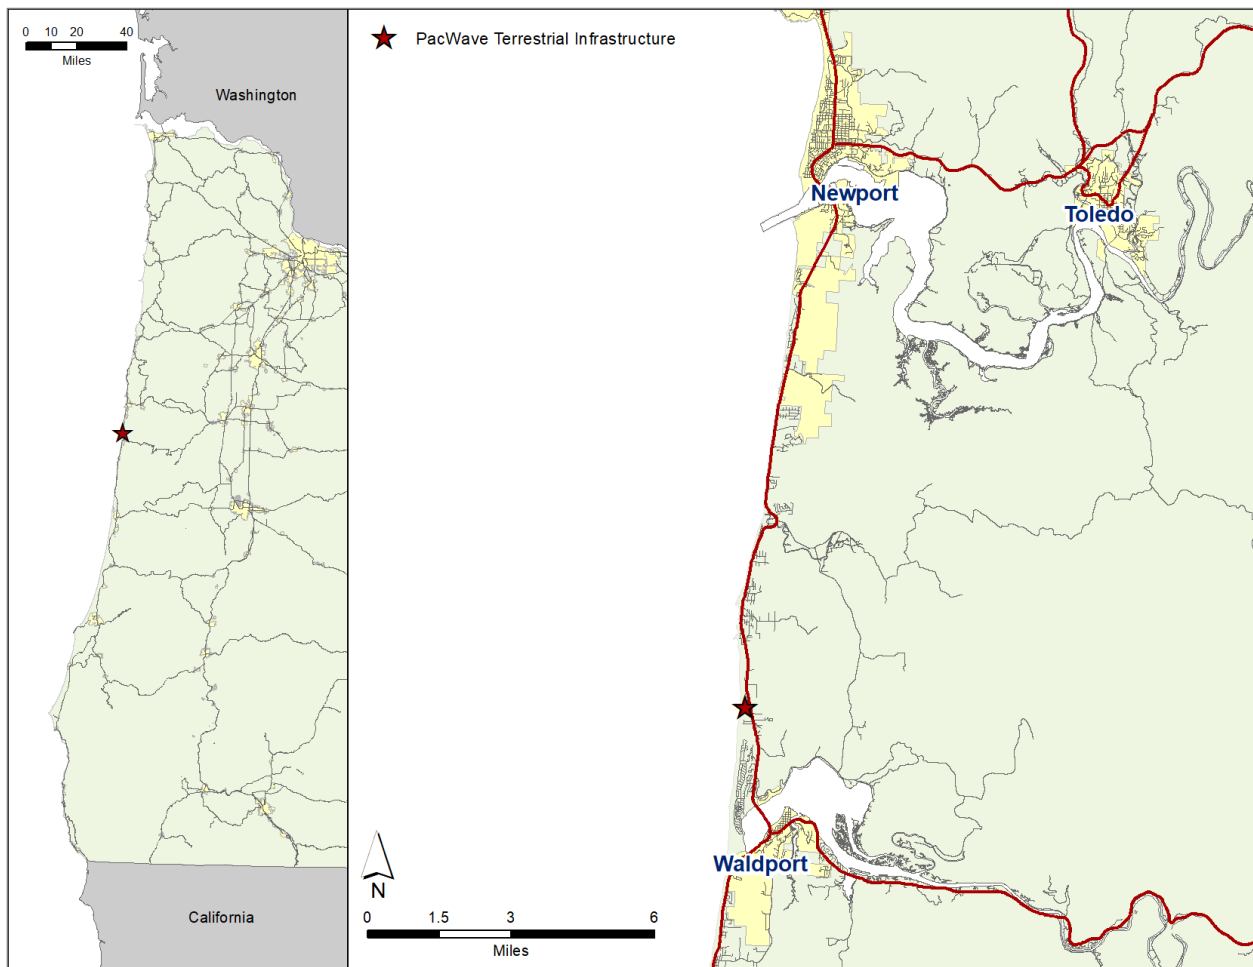 0 10 20 40
Miles
Washington
California
PacWave Terrestrial Infrastructure
Newport
Toledo
Waldport
N
0 1.5 3 6
Miles